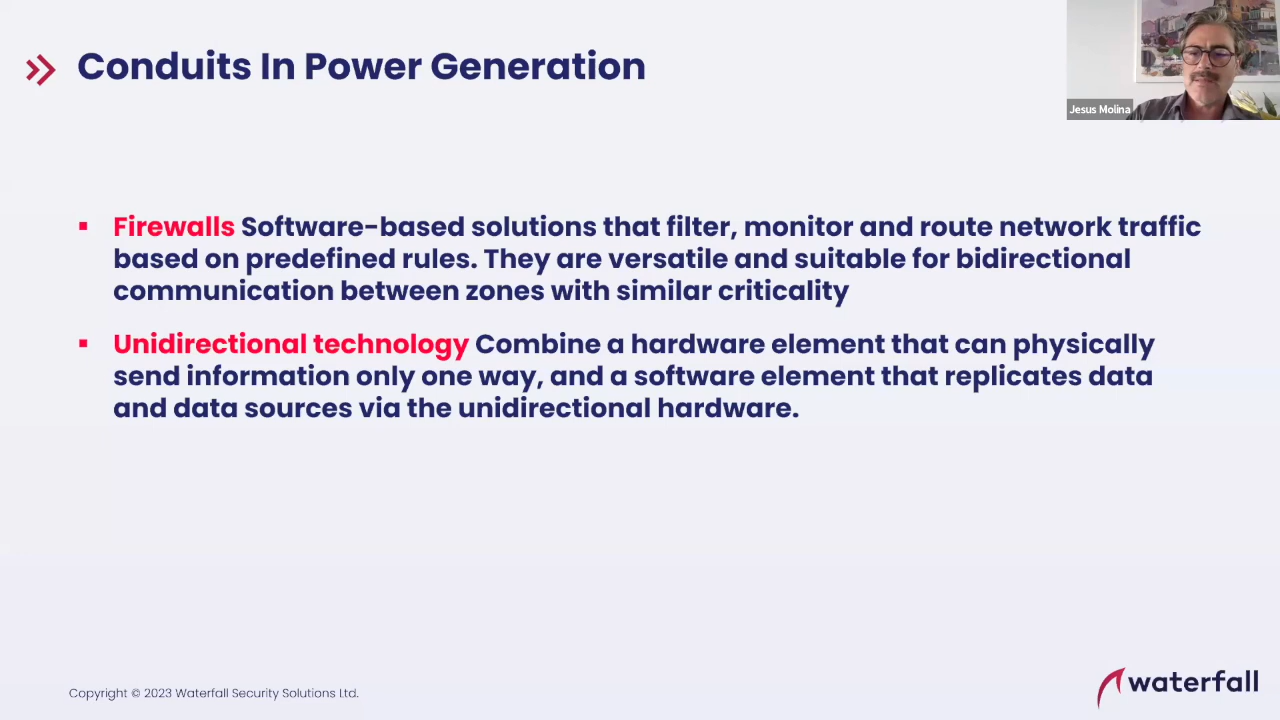 Conduits In Power Generation
Jesus Molina
▪ Firewalls Software-based solutions that filter, monitor and route network traffic
based on predefined rules. They are versatile and suitable for bidirectional
communication between zones with similar criticality
▪ Unidirectional technology Combine a hardware element that can physically
send information only one way, and a software element that replicates data
and data sources via the unidirectional hardware.
Copyright © 2023 Waterfall Security Solutions Ltd.
waterfall